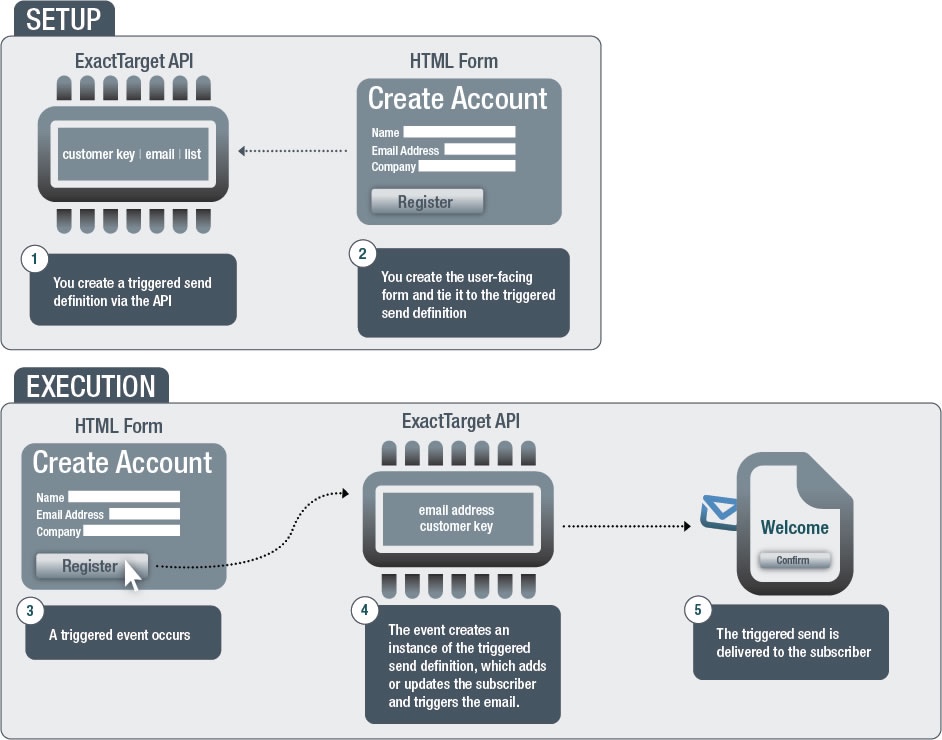 SETUP
ExactTarget API
HTML Form
customer key | email | list
Create Account
Name
Email Address
Company
Register
1
You create a triggered send
definition via the API
2
You create the user-facing
form and tie it to the triggered
send definition
EXECUTION
HTML Form
Create Account
Name
Email Address
Company
Register
ExactTarget API
email address
customer key
Welcome
Confirm
3
A triggered event occurs
4
The event creates an
instance of the triggered
send definition, which adds
or updates the subscriber
and triggers the email.
5
The triggered send is
delivered to the subscriber